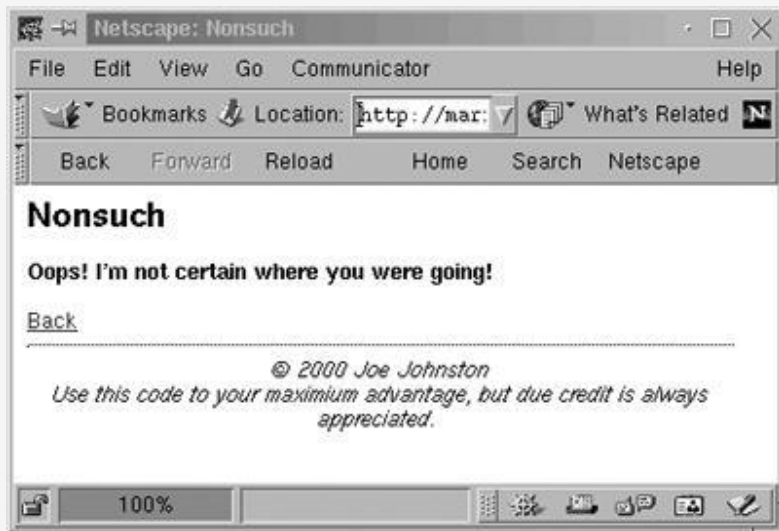 Netscape: Nonsuch
File Edit View Go Communicator Help
Bookmarks Location: http://mar: What's Related N
Back Forward Reload Home Search Netscape
Nonsuch
Oops! I'm not certain where you were going!
Back
© 2000 Joe Johnston
Use this code to your maximium advantage, but due credit is always
appreciated.
100%